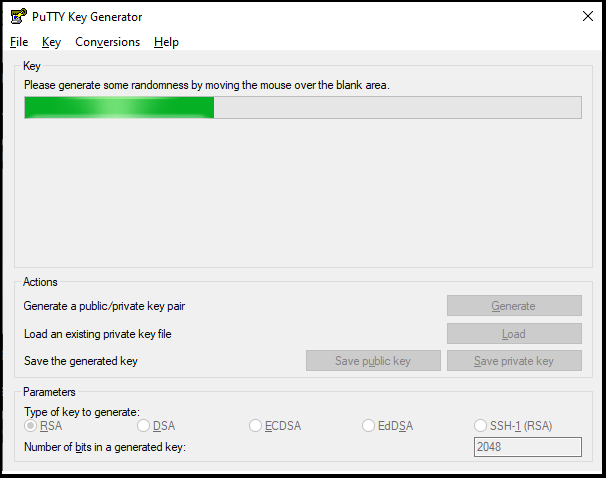 PuTTY Key Generator
File Key Conversions Help
Key
Please generate some randomness by moving the mouse over the blank area.
Actions
Generate a public/private key pair
Generate
Load an existing private key file
Load
Save the generated key
Save public key
Save private key
Parameters
Type of key to generate:
RSA DSA ECDSA EdDSA SSH-1 (RSA)
Number of bits in a generated key:
2048